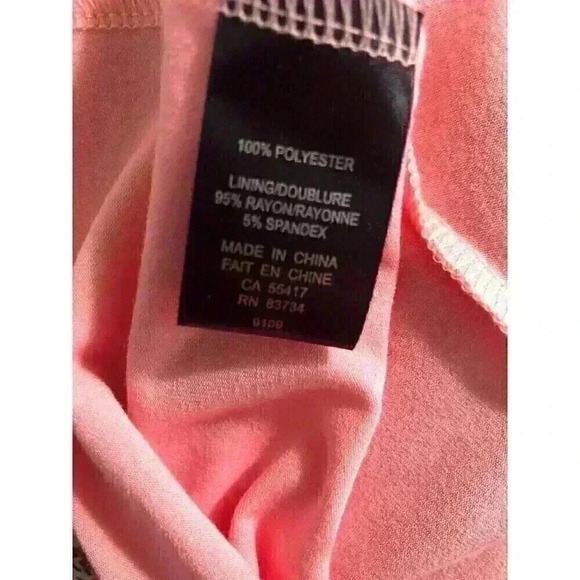 100% POLYESTER
LINING/DOUBLURE
95% RAYON/RAYONNE
5% SPANDEX
MADE IN CHINA
FAIT EN CHINE
CA 55417
RN 83734